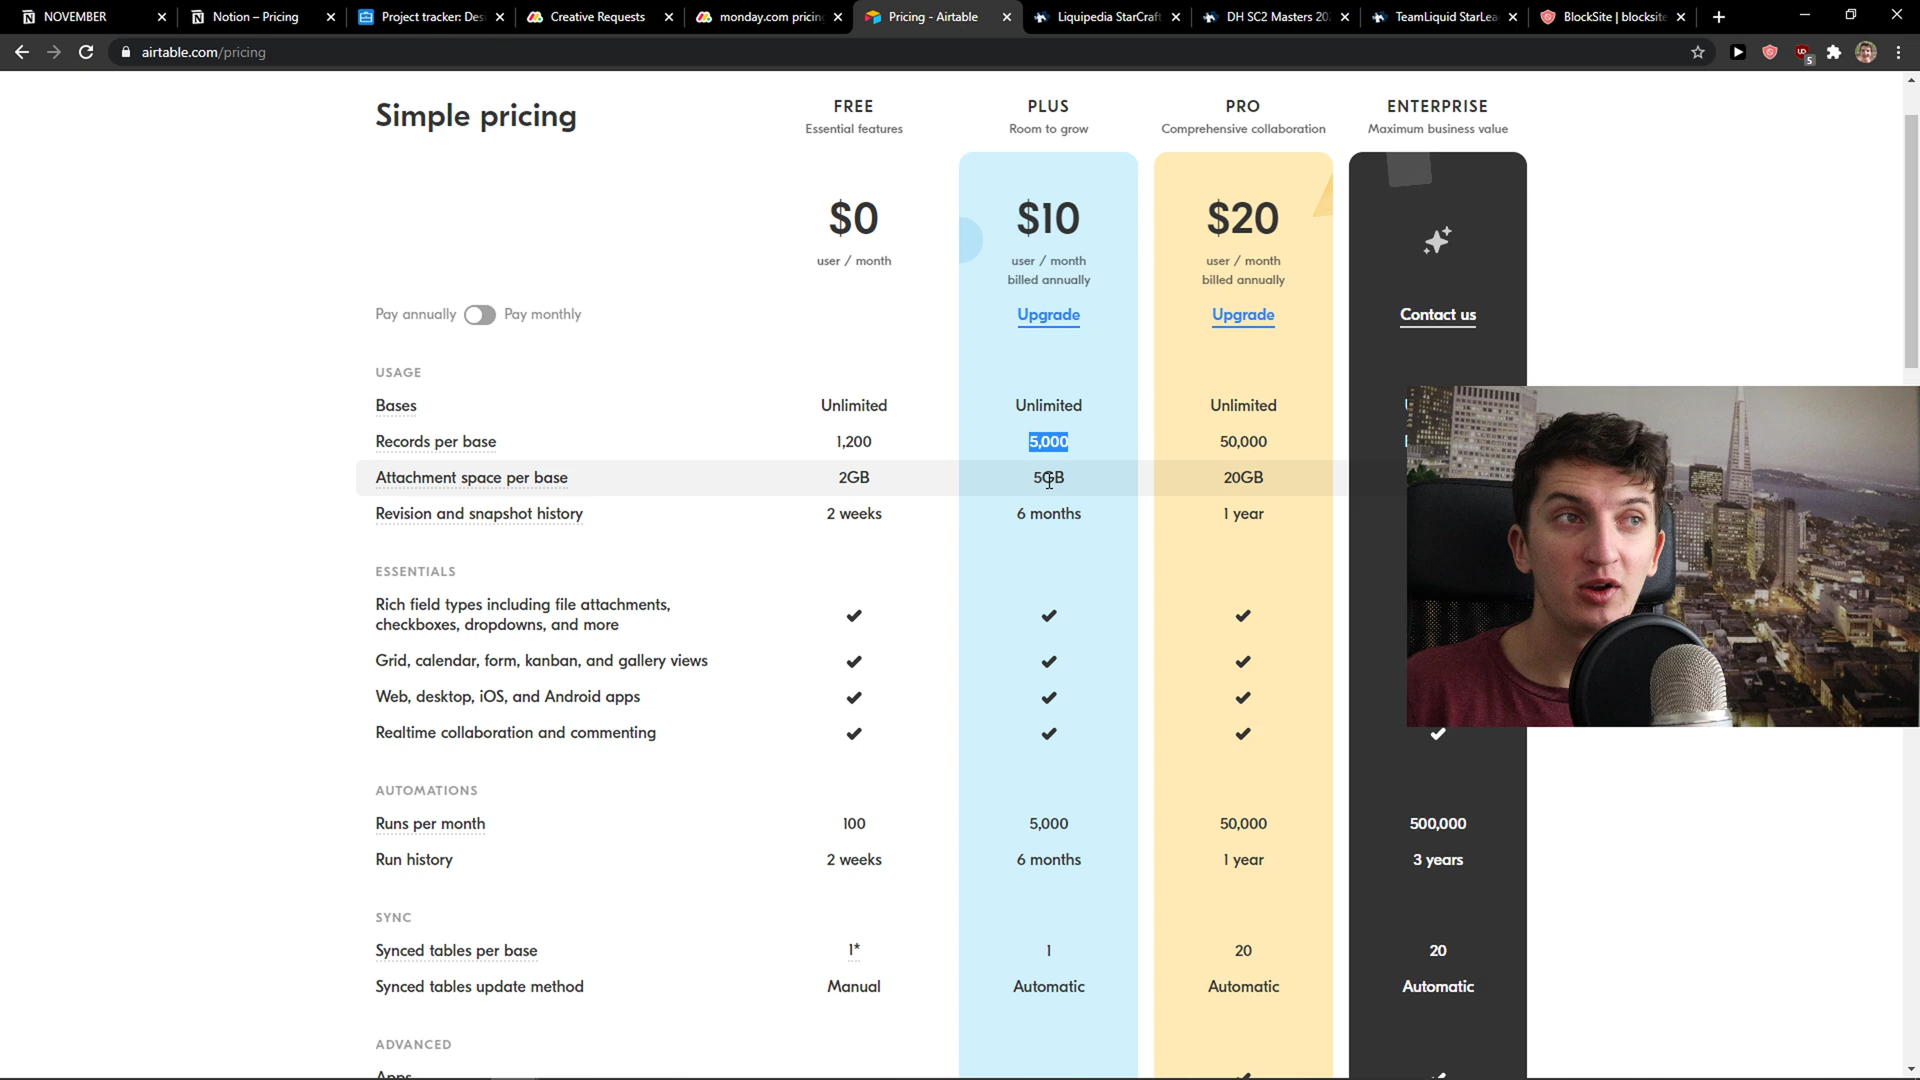 NOVEMBER
Notion – Pricing
Project tracker: Des
Creative Requests
monday.com pricing
Pricing - Airtable
Liquipedia StarCraft
DH SC2 Masters 202
TeamLiquid StarLea
BlockSite | blocksite
airtable.com/pricing
5
Simple pricing
FREE
Essential features
PLUS
Room to grow
PRO
Comprehensive collaboration
ENTERPRISE
Maximum business value
$0
user / month
$10
user / month
billed annually
$20
user / month
billed annually
Pay annually Pay monthly
Upgrade
Upgrade
Contact us
USAGE
Bases Unlimited Unlimited Unlimited
Records per base 1,200 5,000 50,000
Attachment space per base 2GB 5GB 20GB
Revision and snapshot history 2 weeks 6 months 1 year
ESSENTIALS
Rich field types including file attachments,
checkboxes, dropdowns, and more
Grid, calendar, form, kanban, and gallery views
Web, desktop, iOS, and Android apps
Realtime collaboration and commenting
AUTOMATIONS
Runs per month 100 5,000 50,000 500,000
Run history 2 weeks 6 months 1 year 3 years
SYNC
Synced tables per base 1* 1 20 20
Synced tables update method Manual Automatic Automatic Automatic
ADVANCED
Apps